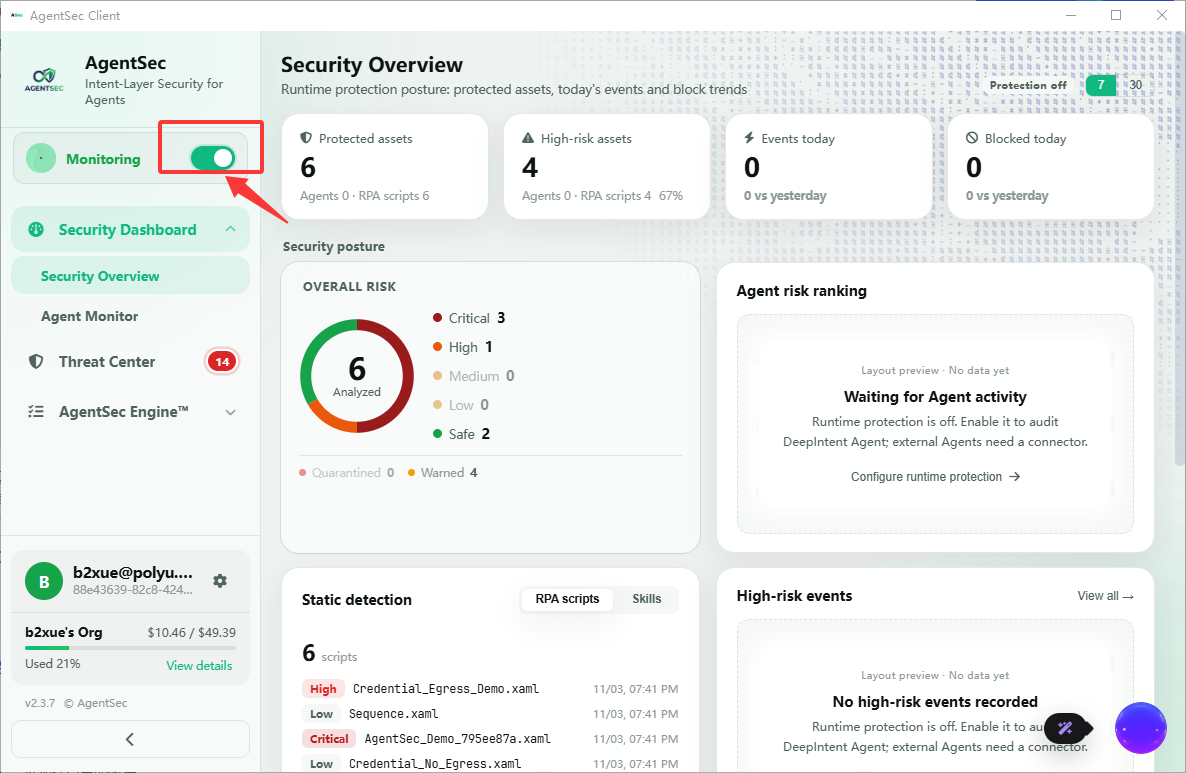 ASec AgentSec Client
AGENTSEC
AgentSec
Intent-Layer Security for
Agents
Monitoring
Security Dashboard
Security Overview
Agent Monitor
Threat Center 14
AgentSec Engine™
B
b2xue@polyu....
88e43639-82c8-424...
b2xue's Org $10.46 / $49.39
Used 21% View details
v2.3.7 © AgentSec
Security Overview
Runtime protection posture: protected assets, today's events and block trends
Protection off 7 30
Protected assets
6
Agents 0 · RPA scripts 6
High-risk assets
4
Agents 0 · RPA scripts 4 67%
Events today
0
0 vs yesterday
Blocked today
0
0 vs yesterday
Security posture
OVERALL RISK
6
Analyzed
Critical 3
High 1
Medium 0
Low 0
Safe 2
Quarantined 0 Warned 4
Agent risk ranking
Layout preview · No data yet
Waiting for Agent activity
Runtime protection is off. Enable it to audit
DeepIntent Agent; external Agents need a connector.
Configure runtime protection →
Static detection RPA scripts Skills
6 scripts
High Credential_Egress_Demo.xaml 11/03, 07:41 PM
Low Sequence.xaml 11/03, 07:41 PM
Critical AgentSec_Demo_795ee87a.xaml 11/03, 07:41 PM
Low Credential_No_Egress.xaml 11/03, 07:41 PM
High-risk events View all →
Layout preview · No data yet
No high-risk events recorded
Runtime protection is off. Enable it to au
DeepIntent Agent; external Agents need a connector.